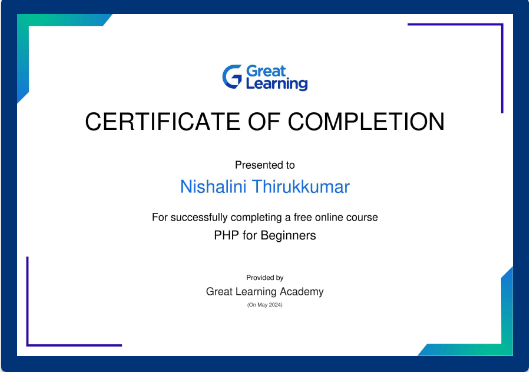 Great
Learning
CERTIFICATE OF COMPLETION
Presented to
Nishalini Thirukkumar
For successfully completing a free online course
PHP for Beginners
Provided by
Great Learning Academy
(On May 2024)